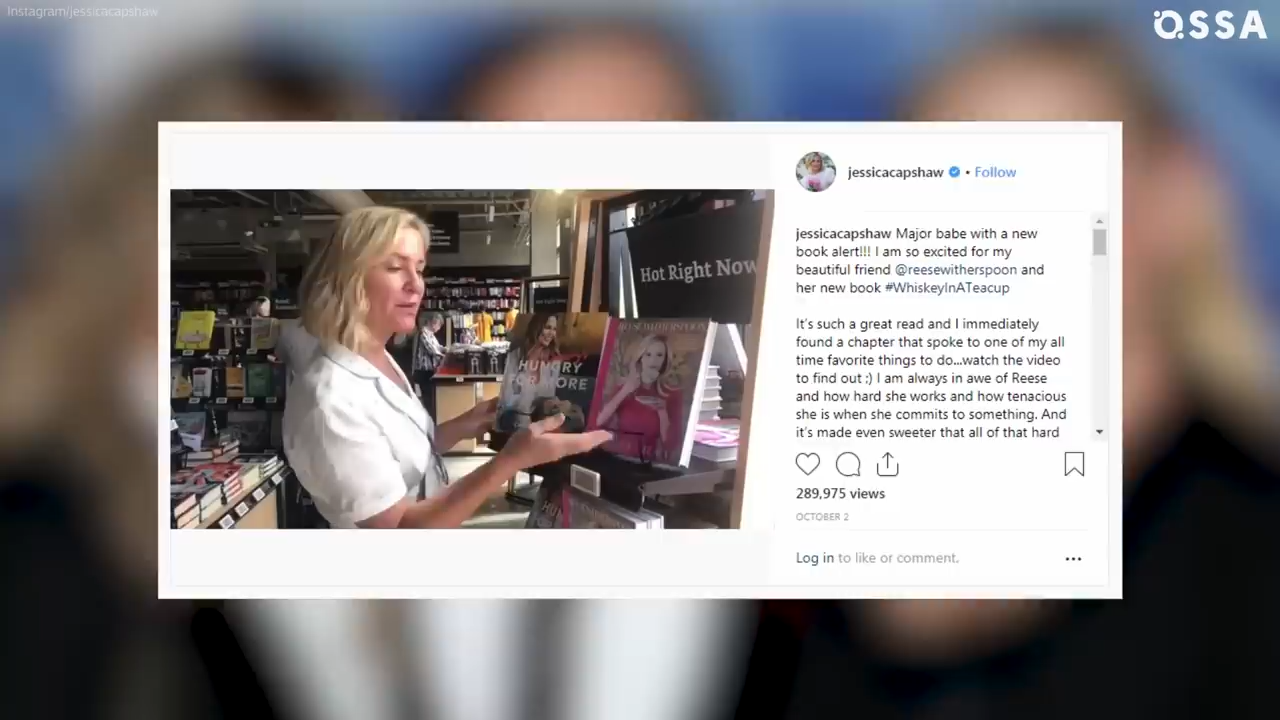 Instagram/jessicacapshaw
OSSA
Hot Right Now
HUNGRY
FOR MORE
REESE WITHERSPOON
jessicacapshaw • Follow
jessicacapshaw Major babe with a new
book alert!!! I am so excited for my
beautiful friend @reesewitherspoon and
her new book #WhiskeyInATeacup
It's such a great read and I immediately
found a chapter that spoke to one of my all
time favorite things to do...watch the video
to find out ;) I am always in awe of Reese
and how hard she works and how tenacious
she is when she commits to something. And
it's made even sweeter that all of that hard
289,975 views
OCTOBER 2
Log in to like or comment.